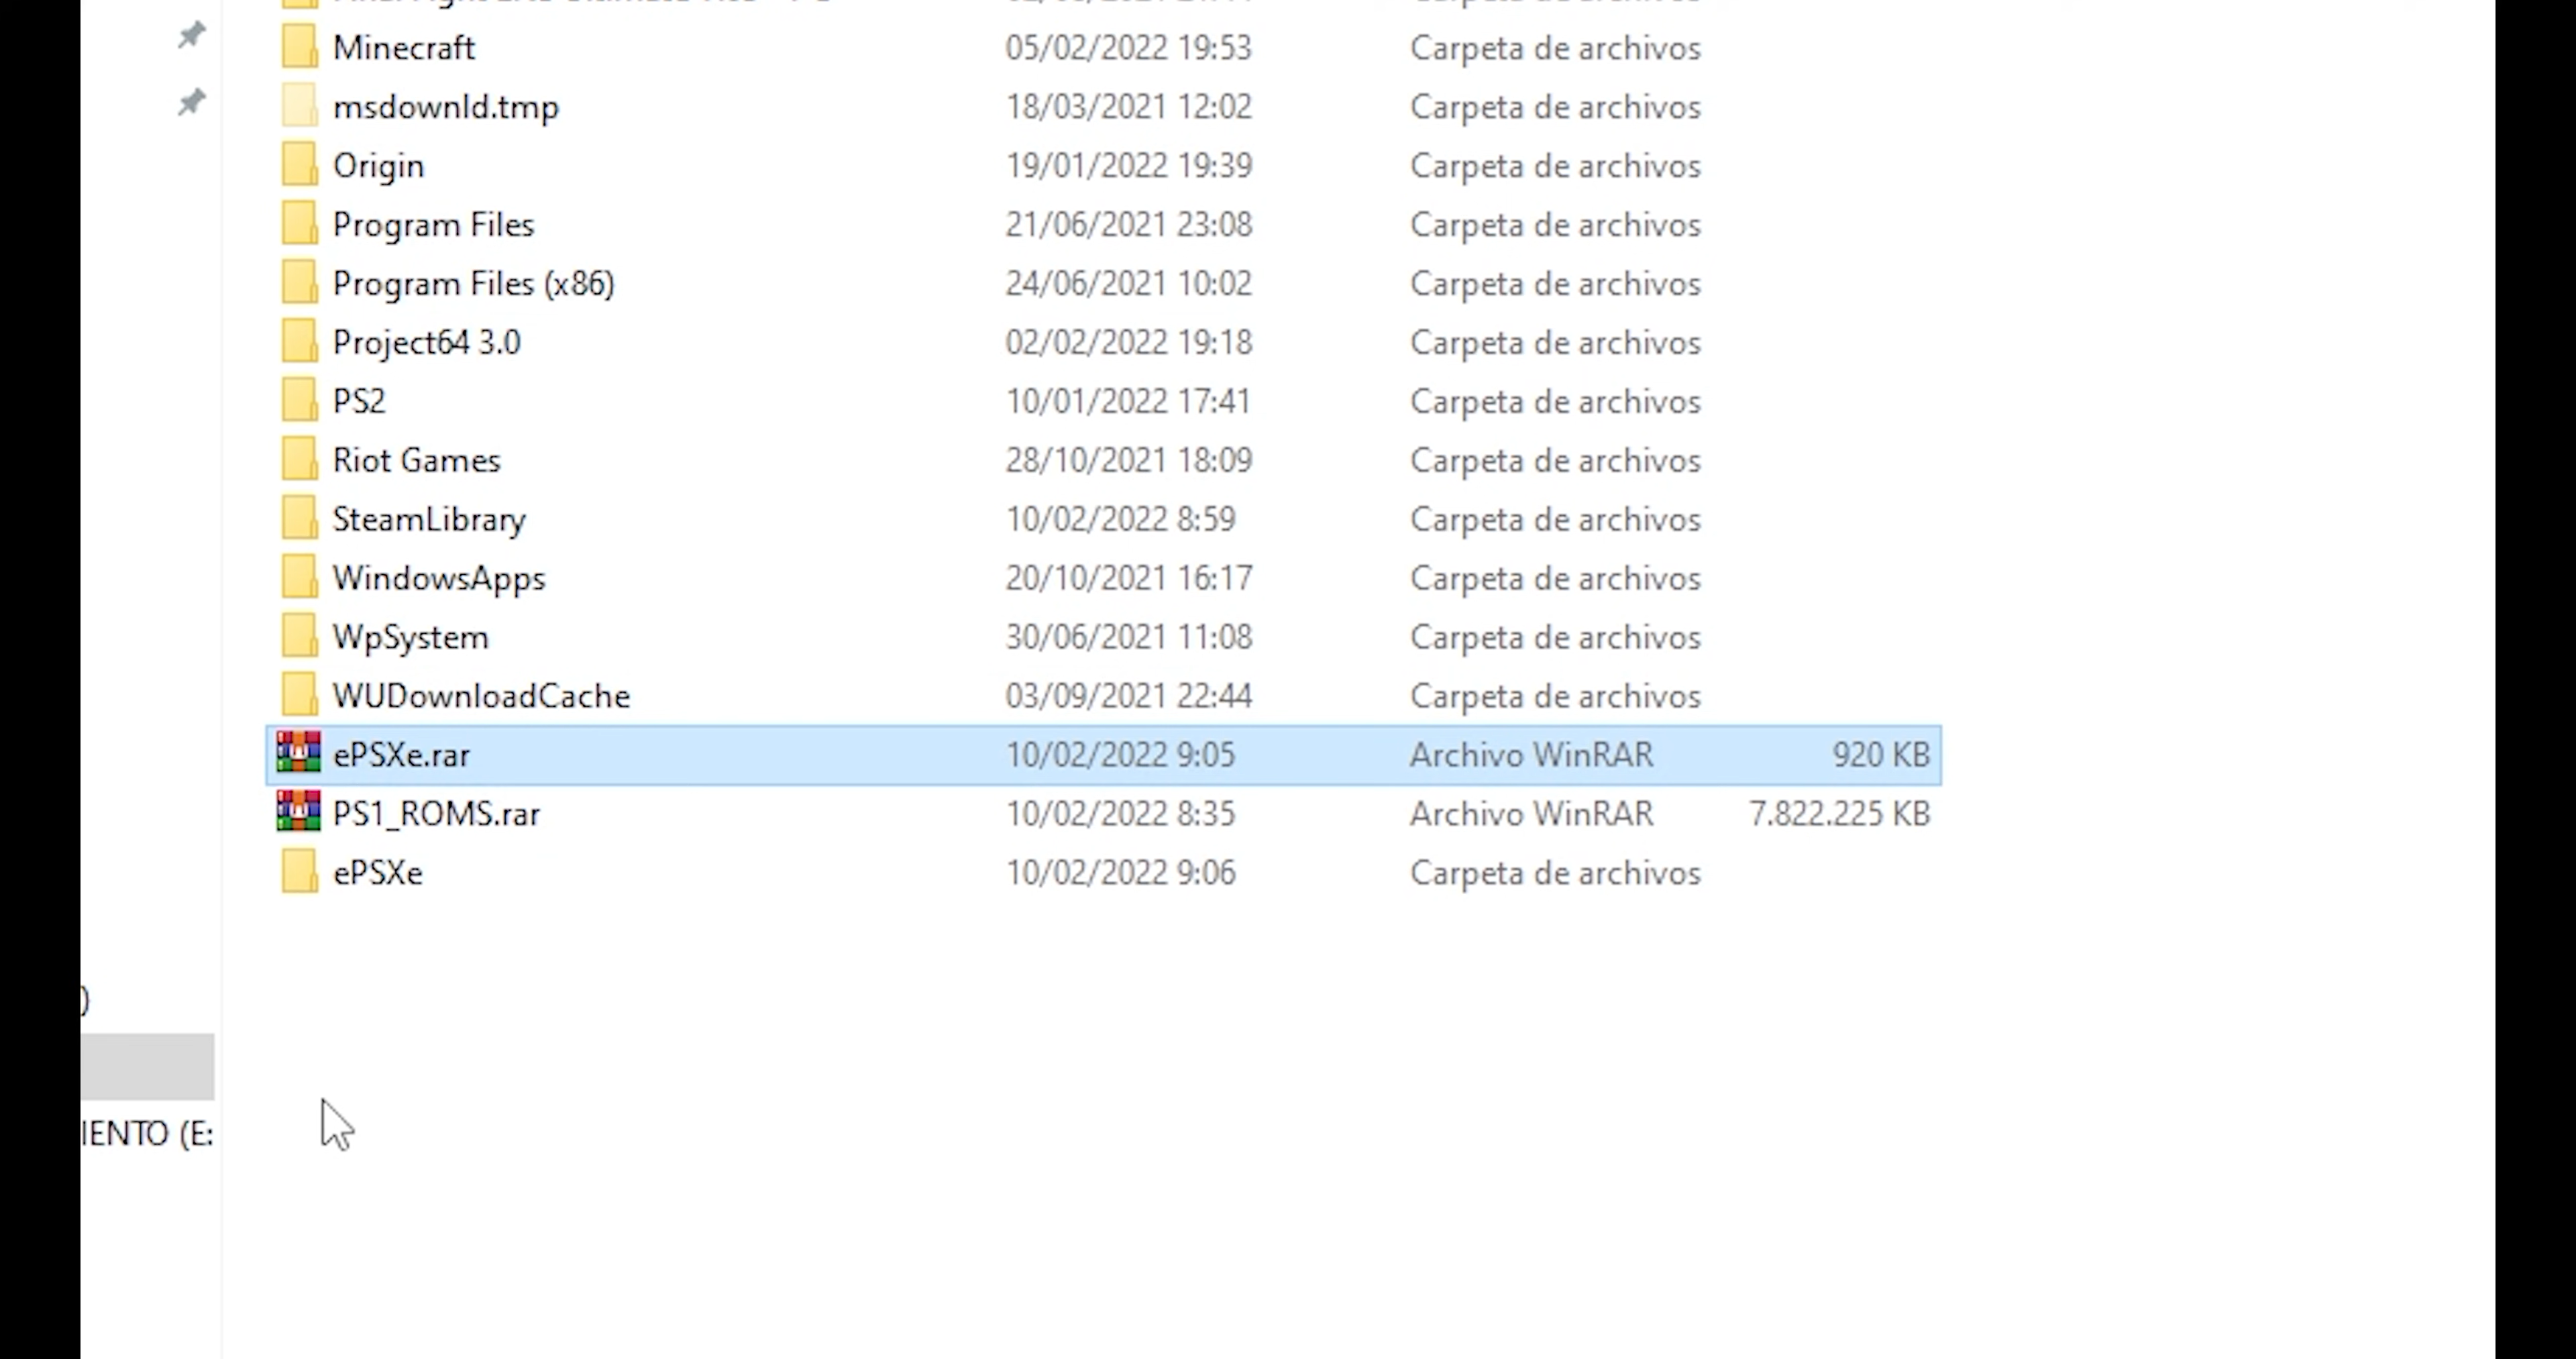 Minecraft 05/02/2022 19:53 Carpeta de archivos
msdownld.tmp 18/03/2021 12:02 Carpeta de archivos
Origin 19/01/2022 19:39 Carpeta de archivos
Program Files 21/06/2021 23:08 Carpeta de archivos
Program Files (x86) 24/06/2021 10:02 Carpeta de archivos
Project64 3.0 02/02/2022 19:18 Carpeta de archivos
PS2 10/01/2022 17:41 Carpeta de archivos
Riot Games 28/10/2021 18:09 Carpeta de archivos
SteamLibrary 10/02/2022 8:59 Carpeta de archivos
WindowsApps 20/10/2021 16:17 Carpeta de archivos
WpSystem 30/06/2021 11:08 Carpeta de archivos
WUDownloadCache 03/09/2021 22:44 Carpeta de archivos
ePSXe.rar 10/02/2022 9:05 Archivo WinRAR 920 KB
PS1_ROMS.rar 10/02/2022 8:35 Archivo WinRAR 7.822.225 KB
ePSXe 10/02/2022 9:06 Carpeta de archivos
)
IENTO (E: